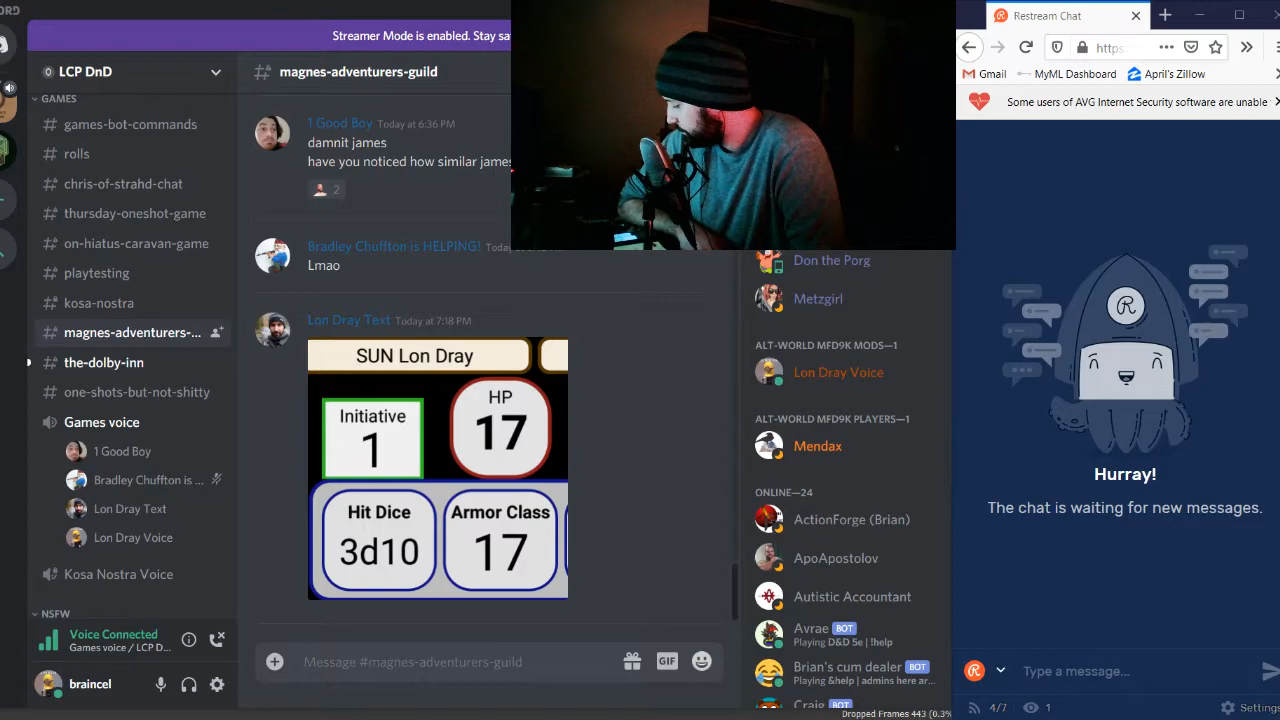 ORD
Streamer Mode is enabled. Stay sa
LCP DnD
GAMES
games-bot-commands
rolls
chris-of-strahd-chat
thursday-oneshot-game
on-hiatus-caravan-game
playtesting
kosa-nostra
magnes-adventurers-...
the-dolby-inn
one-shots-but-not-shitty
Games voice
1 Good Boy
Bradley Chuffton is ...
Lon Dray Text
Lon Dray Voice
Kosa Nostra Voice
NSFW
Voice Connected
Games voice / LCP D...
raincel
magnes-adventurers-guild
1 Good Boy Today at 6:36 PM
damnit james
have you noticed how similar james
2
Bradley Chuffton is HELPING! Today
Lmao
Lon Dray Text Today at 7:18 PM
SUN Lon Dray
Initiative
1
HP
17
Hit Dice
3d10
Armor Class
17
Message #magnes-adventurers-guild
GIF
Don the Porg
Metzgirl
ALT-WORLD MFD9K MODS—1
Lon Dray Voice
ALT-WORLD MFD9K PLAYERS—1
Mendax
ONLINE—24
ActionForge (Brian)
ApoApostolov
Autistic Accountant
Avrae BOT
Playing D&D 5e | !help
Brian's cum dealer BOT
Playing &help | admins here ar...
Craig BOT
Dropped Frames 443 (0.3%
Restream Chat
https
Gmail
MyML Dashboard
April's Zillow
Some users of AVG Internet Security software are unable
R
Hurray!
The chat is waiting for new messages.
Type a message...
4/7
1
Settings